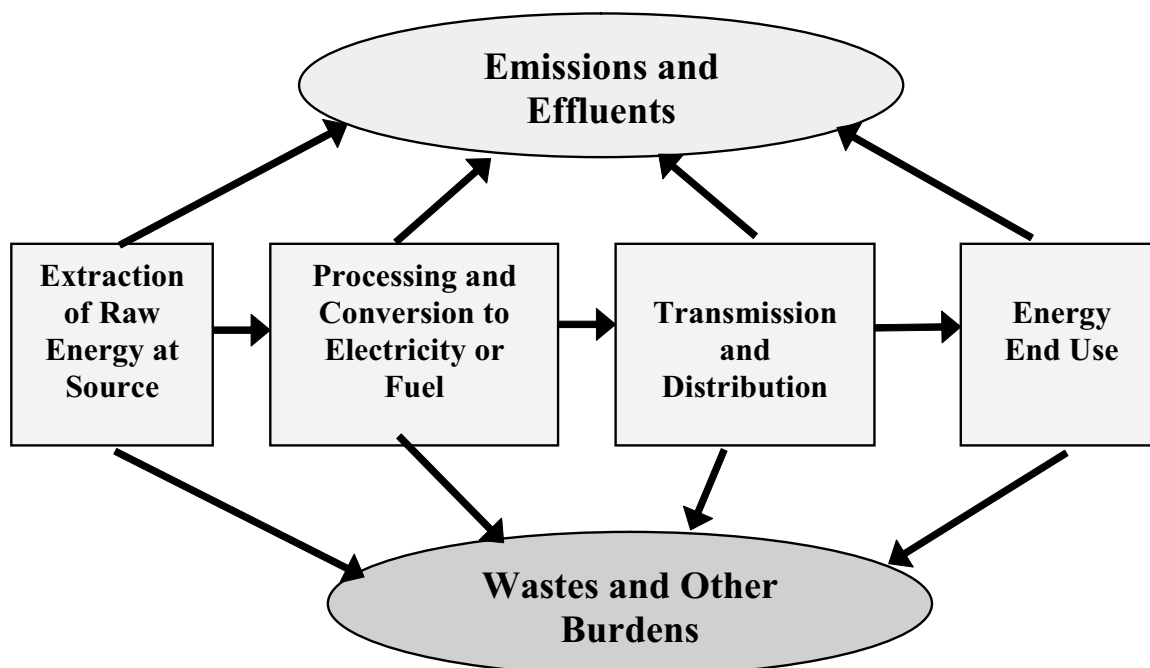 Emissions and
Effluents
Extraction
of Raw
Energy at
Source
Processing and
Conversion to
Electricity or
Fuel
Transmission
and
Distribution
Energy
End Use
Wastes and Other
Burdens